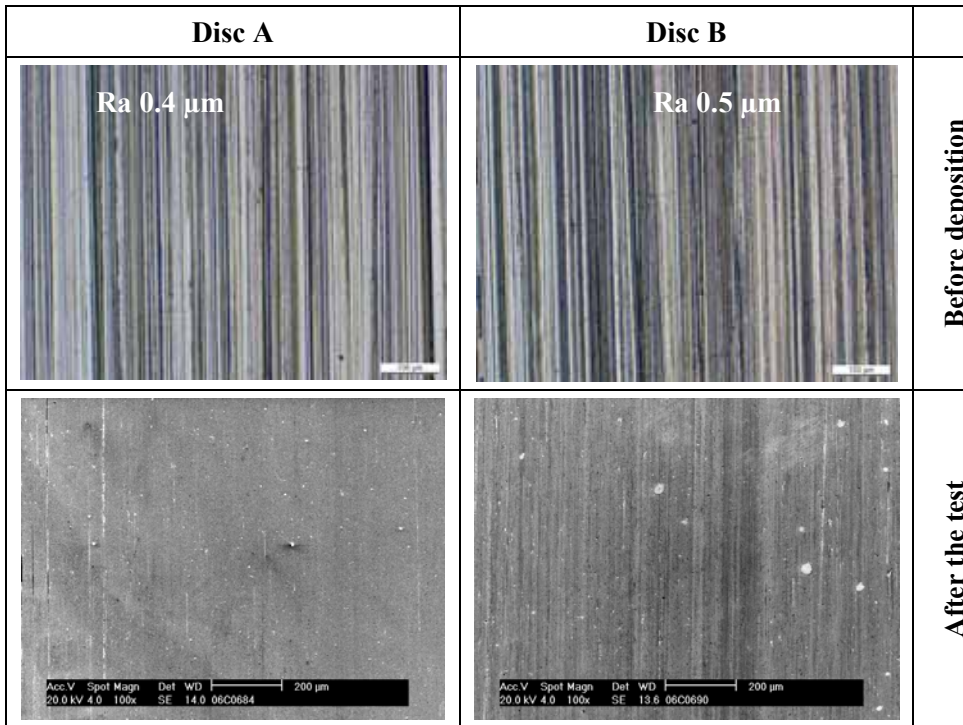 Disc A
Disc B
Ra 0.4 µm
Ra 0.5 µm
Before deposition
Acc.V Spot Magn Det WD 200 µm
20.0 kV 4.0 100x SE 14.0 06C0684
Acc.V Spot Magn Det WD 200 µm
20.0 kV 4.0 100x SE 13.6 06C0690
After the test